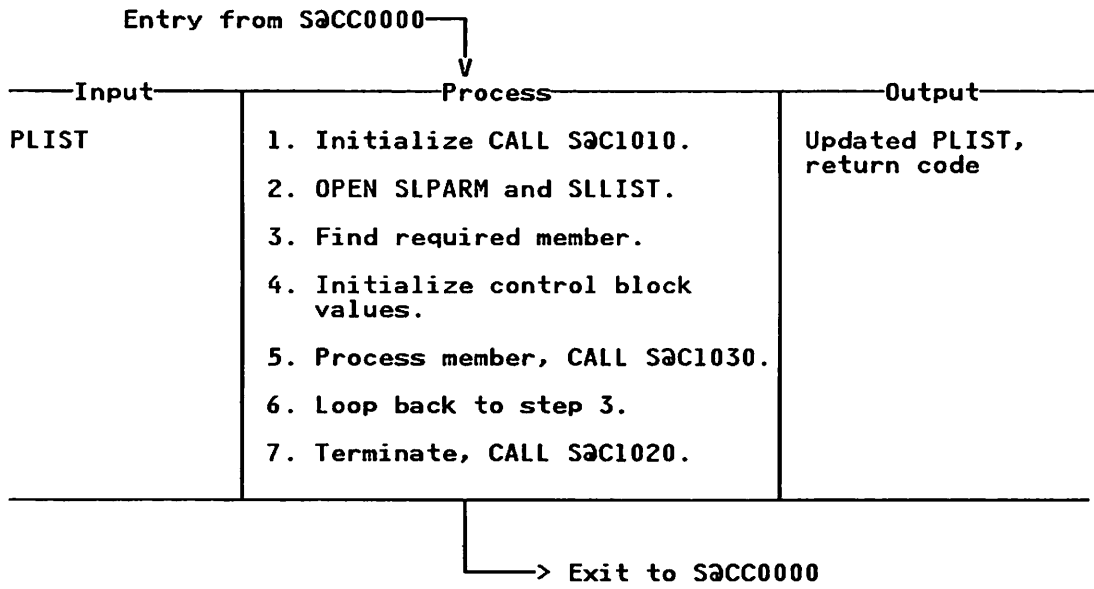 Entry from S∂CC0000
V
Input Process Output
PLIST
1. Initialize CALL S∂C1010.
2. OPEN SLPARM and SLLIST.
3. Find required member.
4. Initialize control block
values.
5. Process member, CALL S∂C1030.
6. Loop back to step 3.
7. Terminate, CALL S∂C1020.
Updated PLIST,
return code
> Exit to S∂CC0000